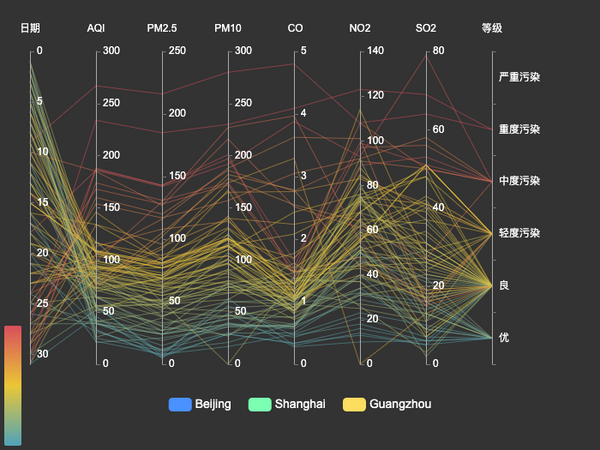 日期 AQI PM2.5 PM10 CO NO2 SO2 等级
0 300 250 300 5 140 80
严重污染
5 250 200 250 4 120 60
重度污染
10 200 150 200 3 100
中度污染
15 150 100 150 2 80 40
轻度污染
20 100 50 100 1 60 20
良
25 50 50 40
优
30 20
0 0 0 0 0 0
Beijing Shanghai Guangzhou